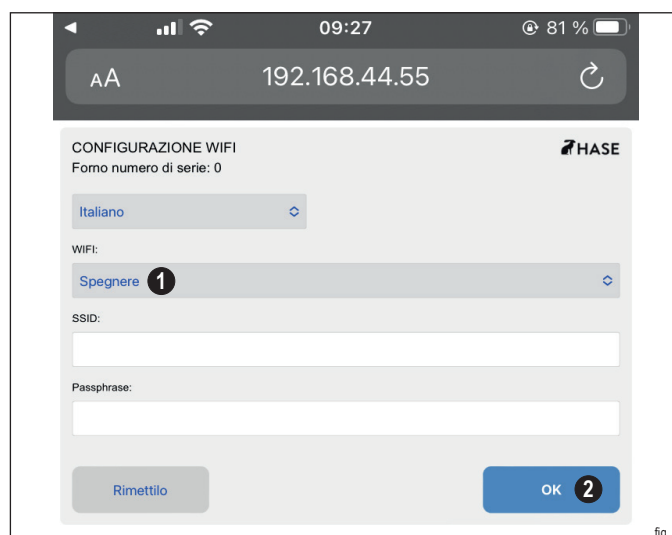 09:27
81 %
AA
192.168.44.55
CONFIGURAZIONE WIFI
HASE
Forno numero di serie: 0
Italiano
WIFI:
Spegnere 1
SSID:
Passphrase:
Rimettilo
OK 2